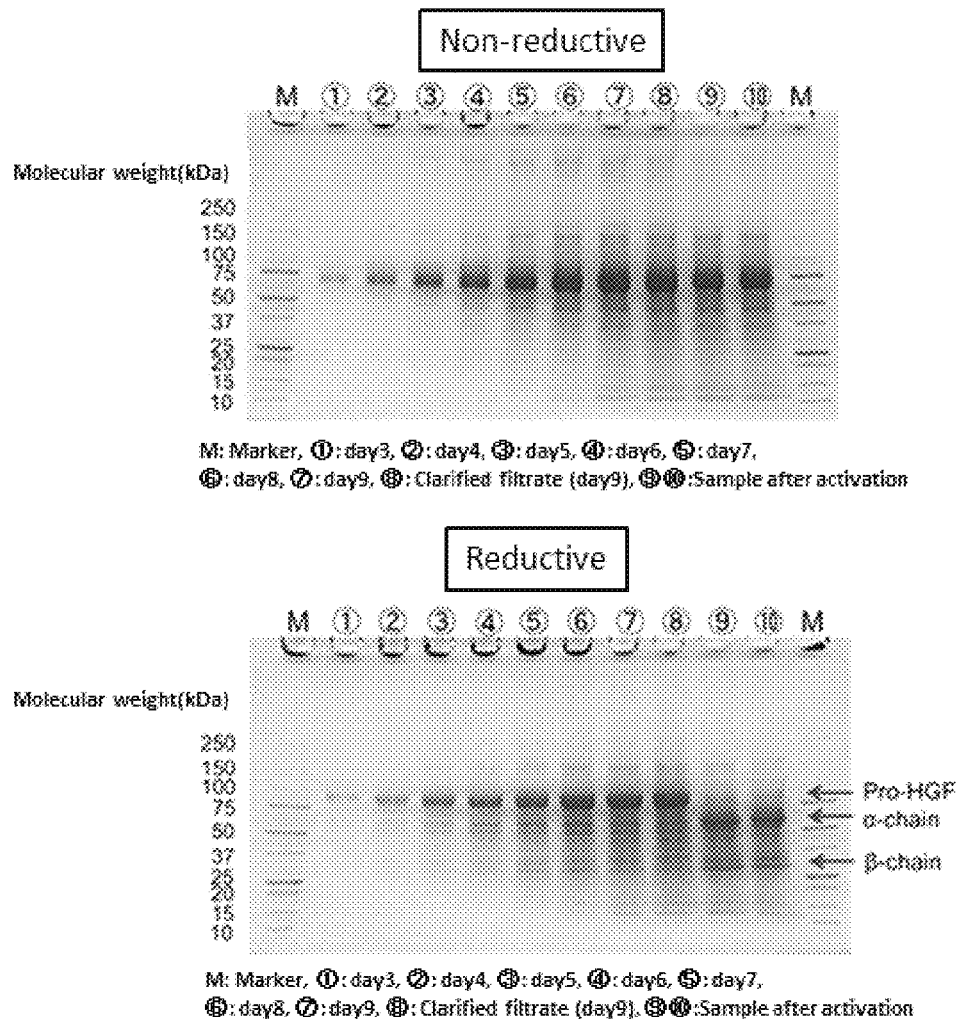 Non-reductive
M ① ② ③ ④ ⑤ ⑥ ⑦ ⑧ ⑨ ⑩ M
Molecular weight(kDa)
250
150
100
75
50
37
25
20
15
10
M: Marker, ①: day3, ②: day4, ③: day5, ④: day6, ⑤: day7,
⑥: day8, ⑦: day9, ⑧: Clarified filtrate (day9), ⑨⑩:Sample after activation
Reductive
M ① ② ③ ④ ⑤ ⑥ ⑦ ⑧ ⑨ ⑩ M
Molecular weight(kDa)
250
150
100
75
50
37
25
20
15
10
Pro-HGF
α-chain
β-chain
M: Marker, ①: day3, ②: day4, ③: day5, ④: day6, ⑤: day7,
⑥: day8, ⑦: day9, ⑧: Clarified filtrate (day9), ⑨⑩:Sample after activation